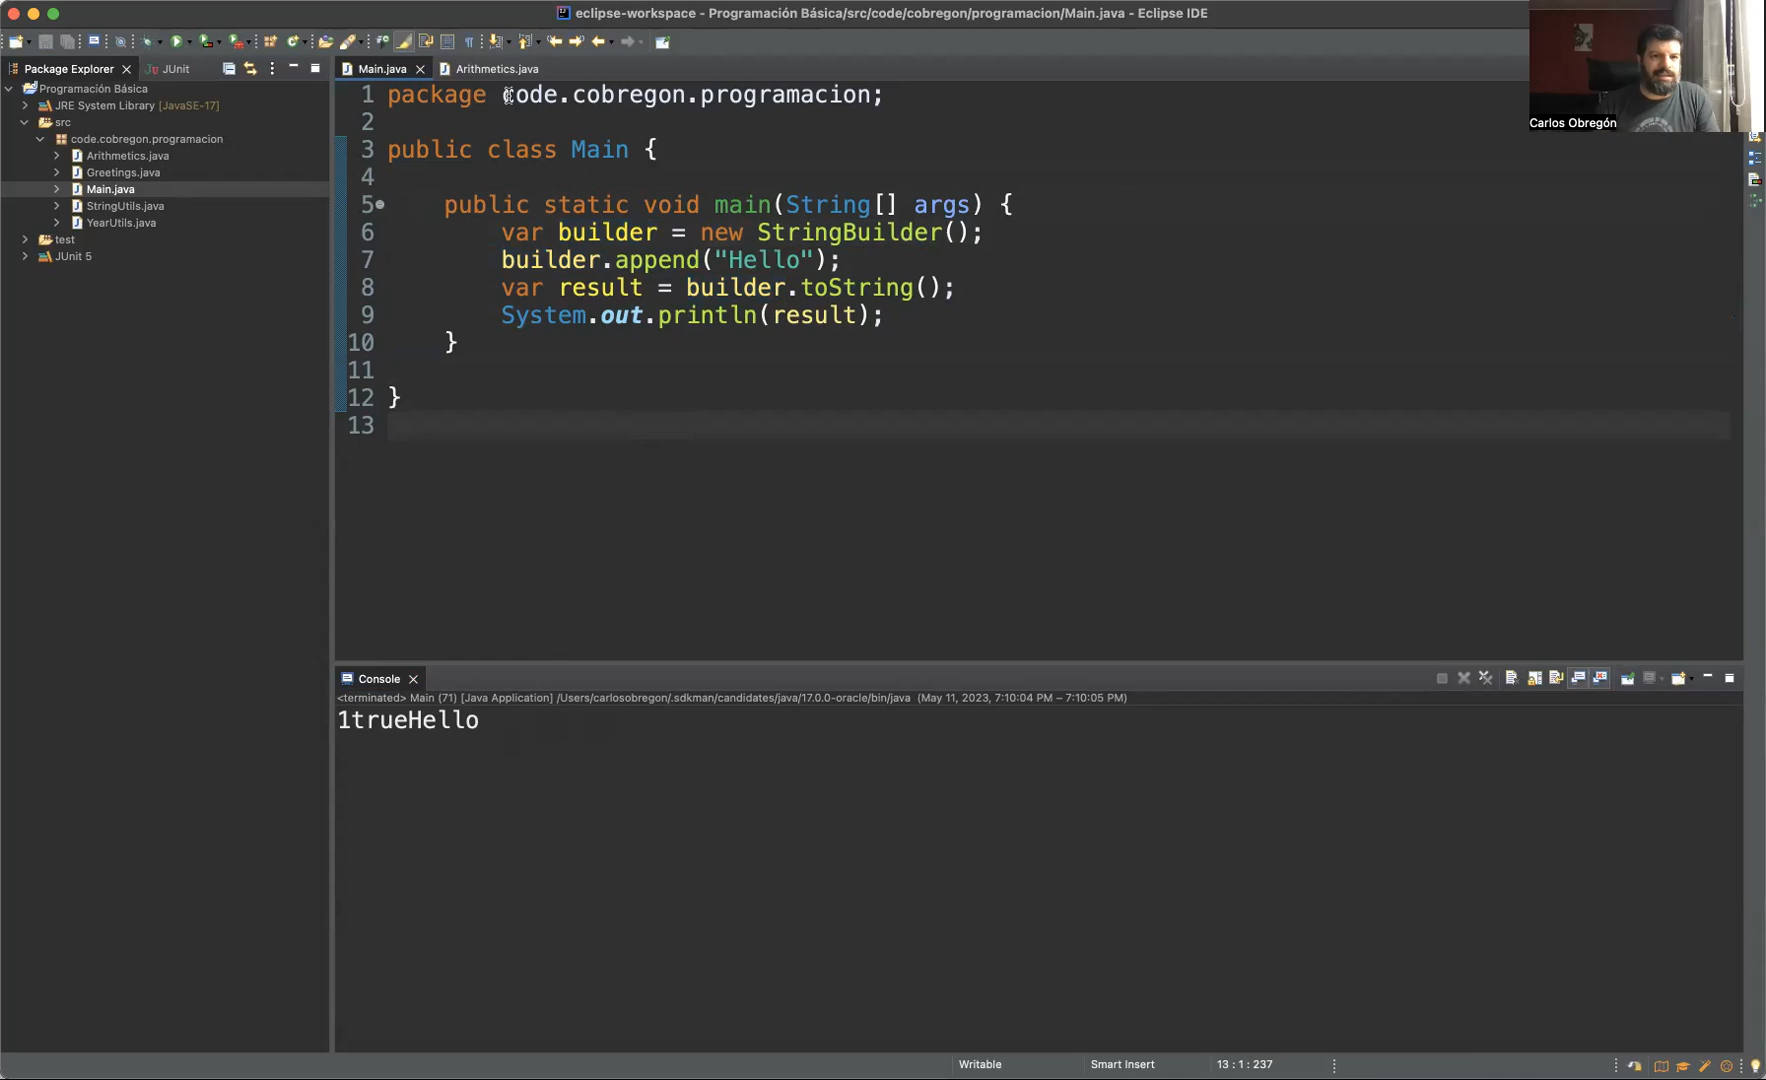 eclipse-workspace - Programación Básica/src/code/cobregon/programacion/Main.java - Eclipse IDE
Package Explorer
JUnit
Main.java
Arithmetics.java
Programación Básica
JRE System Library [JavaSE-17]
src
code.cobregon.programacion
Arithmetics.java
Greetings.java
Main.java
StringUtils.java
YearUtils.java
test
JUnit 5
1 package code.cobregon.programacion;
2
3 public class Main {
4
5 public static void main(String[] args) {
6 var builder = new StringBuilder();
7 builder.append("Hello");
8 var result = builder.toString();
9 System.out.println(result);
10 }
11
12 }
13
Carlos Obregón
Console
<terminated> Main (71) [Java Application] /Users/carlosobregon/.sdkman/candidates/java/17.0.0-oracle/bin/java (May 11, 2023, 7:10:04 PM – 7:10:05 PM)
1trueHello
Writable
Smart Insert
13 : 1 : 237